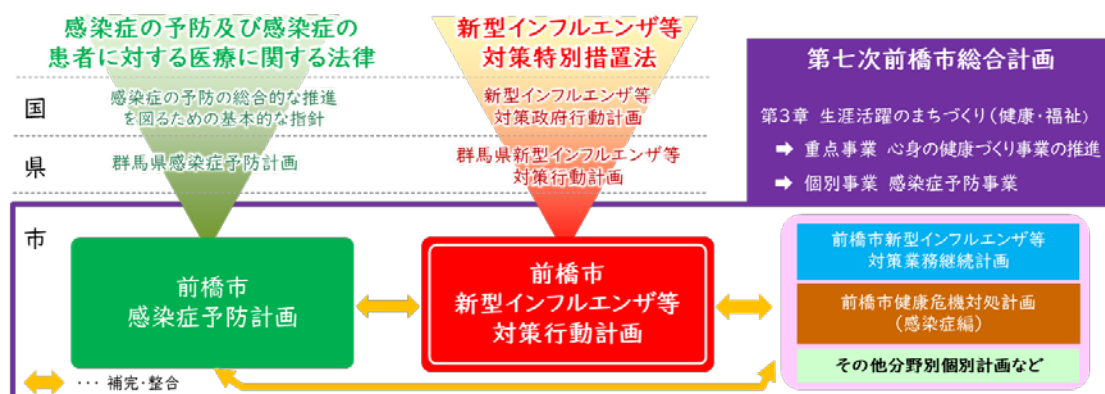 感染症の予防及び感染症の
患者に対する医療に関する法律
新型インフルエンザ等
対策特別措置法
第七次前橋市総合計画
国
感染症の予防の総合的な推進
を図るための基本的な指針
新型インフルエンザ等
対策政府行動計画
第3章 生涯活躍のまちづくり(健康・福祉)
➡ 重点事業 心身の健康づくり事業の推進
➡ 個別事業 感染症予防事業
県
群馬県感染症予防計画
群馬県新型インフルエンザ等
対策行動計画
市
前橋市
感染症予防計画
前橋市
新型インフルエンザ等
対策行動計画
前橋市新型インフルエンザ等
対策業務継続計画
前橋市健康危機対処計画
(感染症編)
その他分野別個別計画など
・・・ 補完・整合